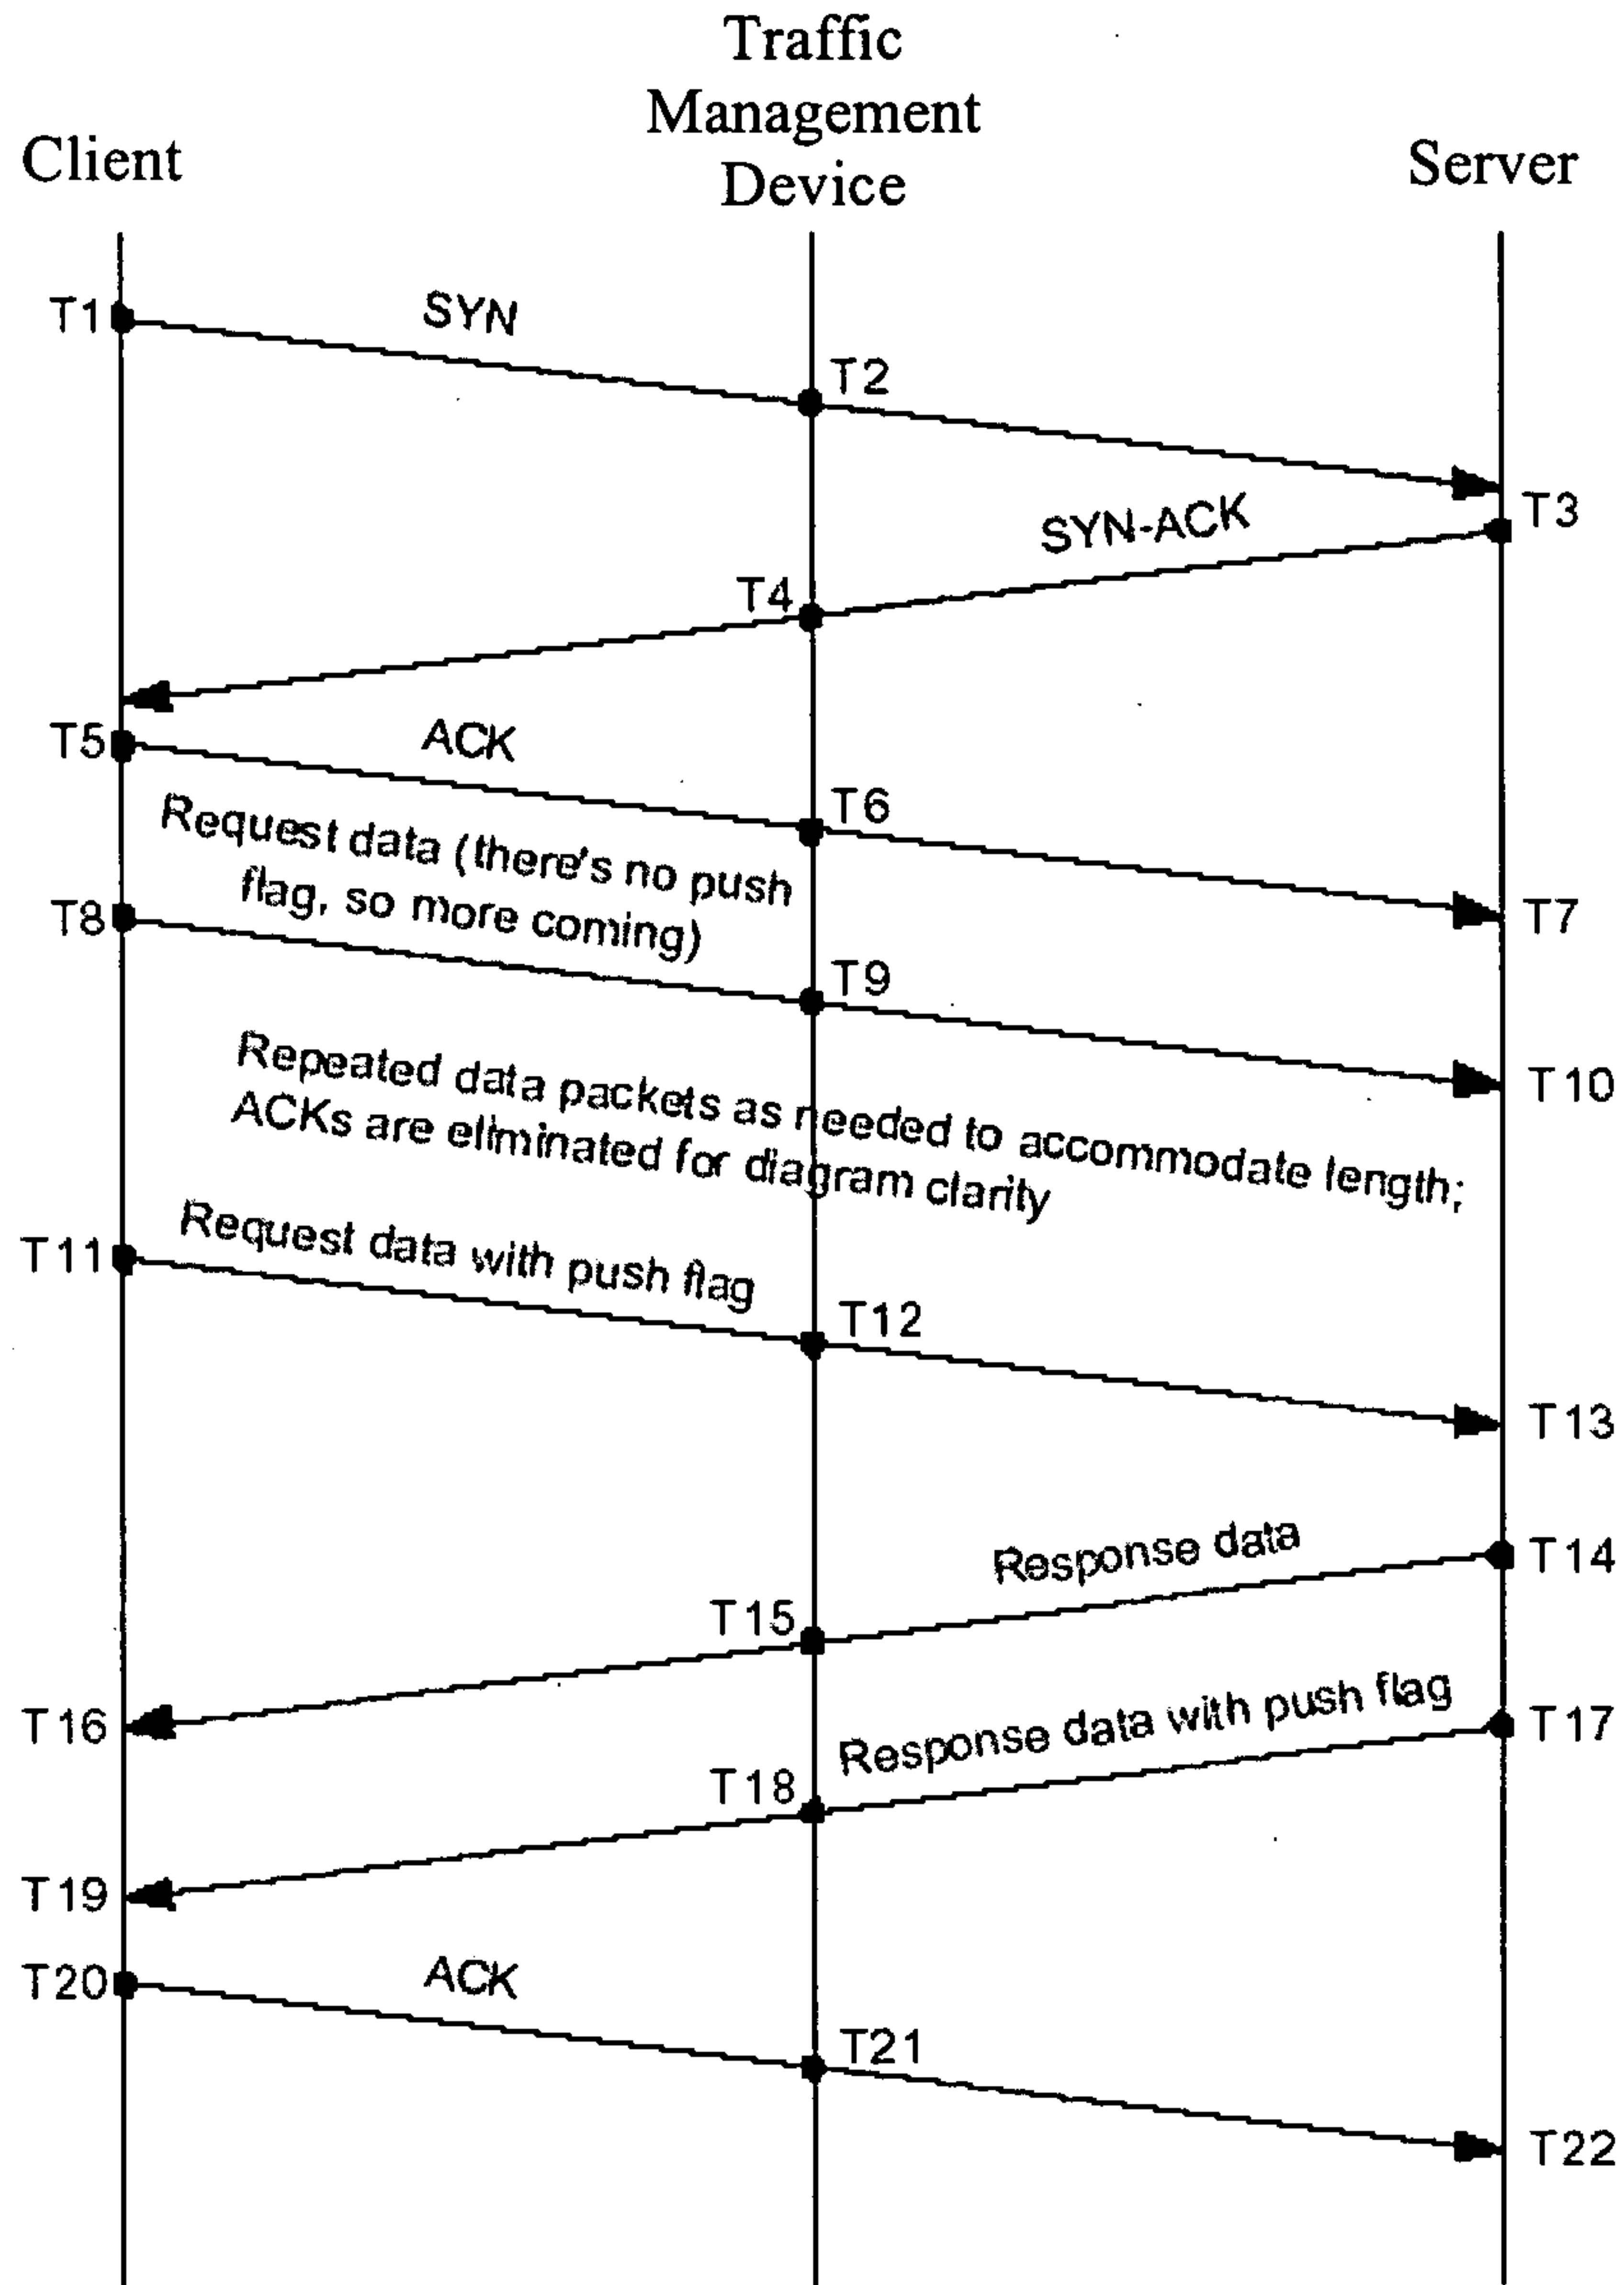 Traffic
Management
Device
Client
Server
T1
SYN
T2
T3
SYN-ACK
T4
T5
ACK
T6
Request data (there's no push
flag, so more coming)
T7
T8
T9
Repeated data packets as needed to accommodate length;
ACKs are eliminated for diagram clarity
T10
Request data with push flag
T11
T12
T13
Response data
T14
T15
T16
Response data with push flag
T17
T18
T19
T20
ACK
T21
T22